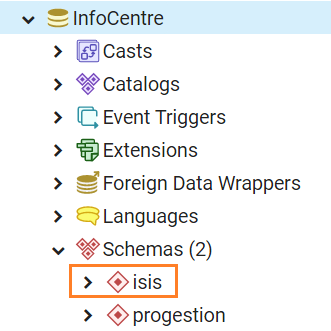 InfoCentre
Casts
Catalogs
Event Triggers
Extensions
Foreign Data Wrappers
Languages
Schemas (2)
isis
progestion